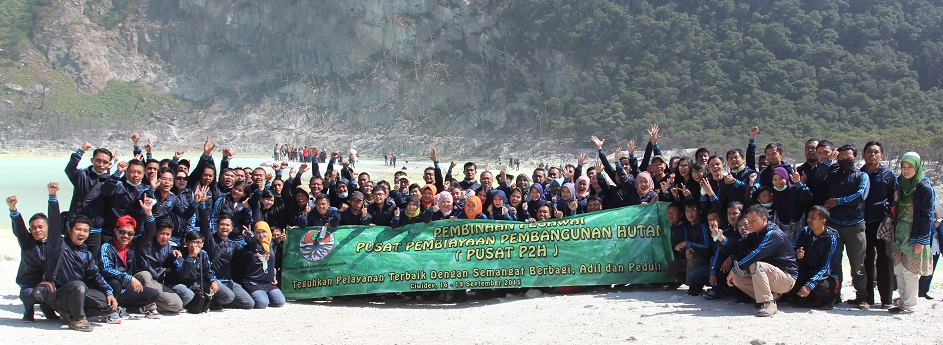 PEMBINAAN PEGAWAI
PUSAT PEMBIAYAAN PEMBANGUNAN HUTAN
( PUSAT P2H )
Teguhkan Pelayanan Terbaik Dengan Semangat Berbagi, Adil dan Peduli
Ciwidey, 16 - 19 September 2015